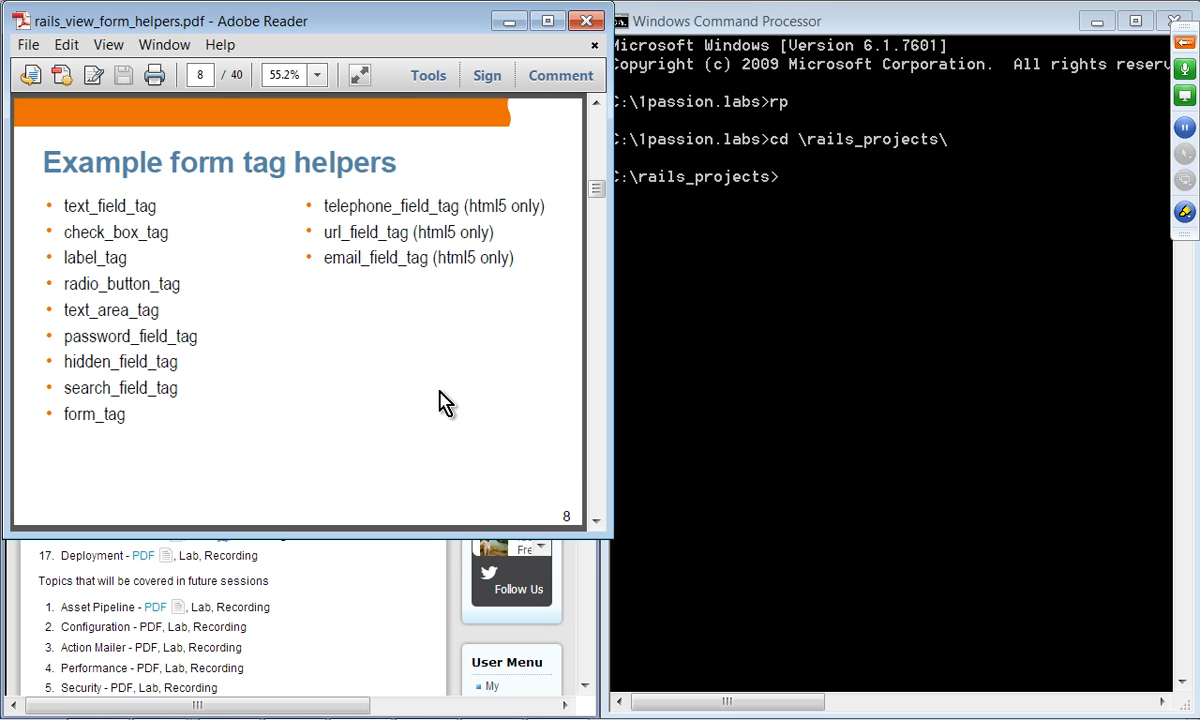 rails_view_form_helpers.pdf - Adobe Reader
File Edit View Window Help
8 / 40 55.2% Tools Sign Comment
Example form tag helpers
• text_field_tag
• check_box_tag
• label_tag
• radio_button_tag
• text_area_tag
• password_field_tag
• hidden_field_tag
• search_field_tag
• form_tag
• telephone_field_tag (html5 only)
• url_field_tag (html5 only)
• email_field_tag (html5 only)
8
17. Deployment - PDF , Lab, Recording
Topics that will be covered in future sessions
1. Asset Pipeline - PDF , Lab, Recording
2. Configuration - PDF, Lab, Recording
3. Action Mailer - PDF, Lab, Recording
4. Performance - PDF, Lab, Recording
5. Security - PDF, Lab, Recording
Fre
Follow Us
User Menu
My
Windows Command Processor
Microsoft Windows [Version 6.1.7601]
Copyright (c) 2009 Microsoft Corporation. All rights reserv
C:\1passion.labs>rp
C:\1passion.labs>cd \rails_projects\
C:\rails_projects>